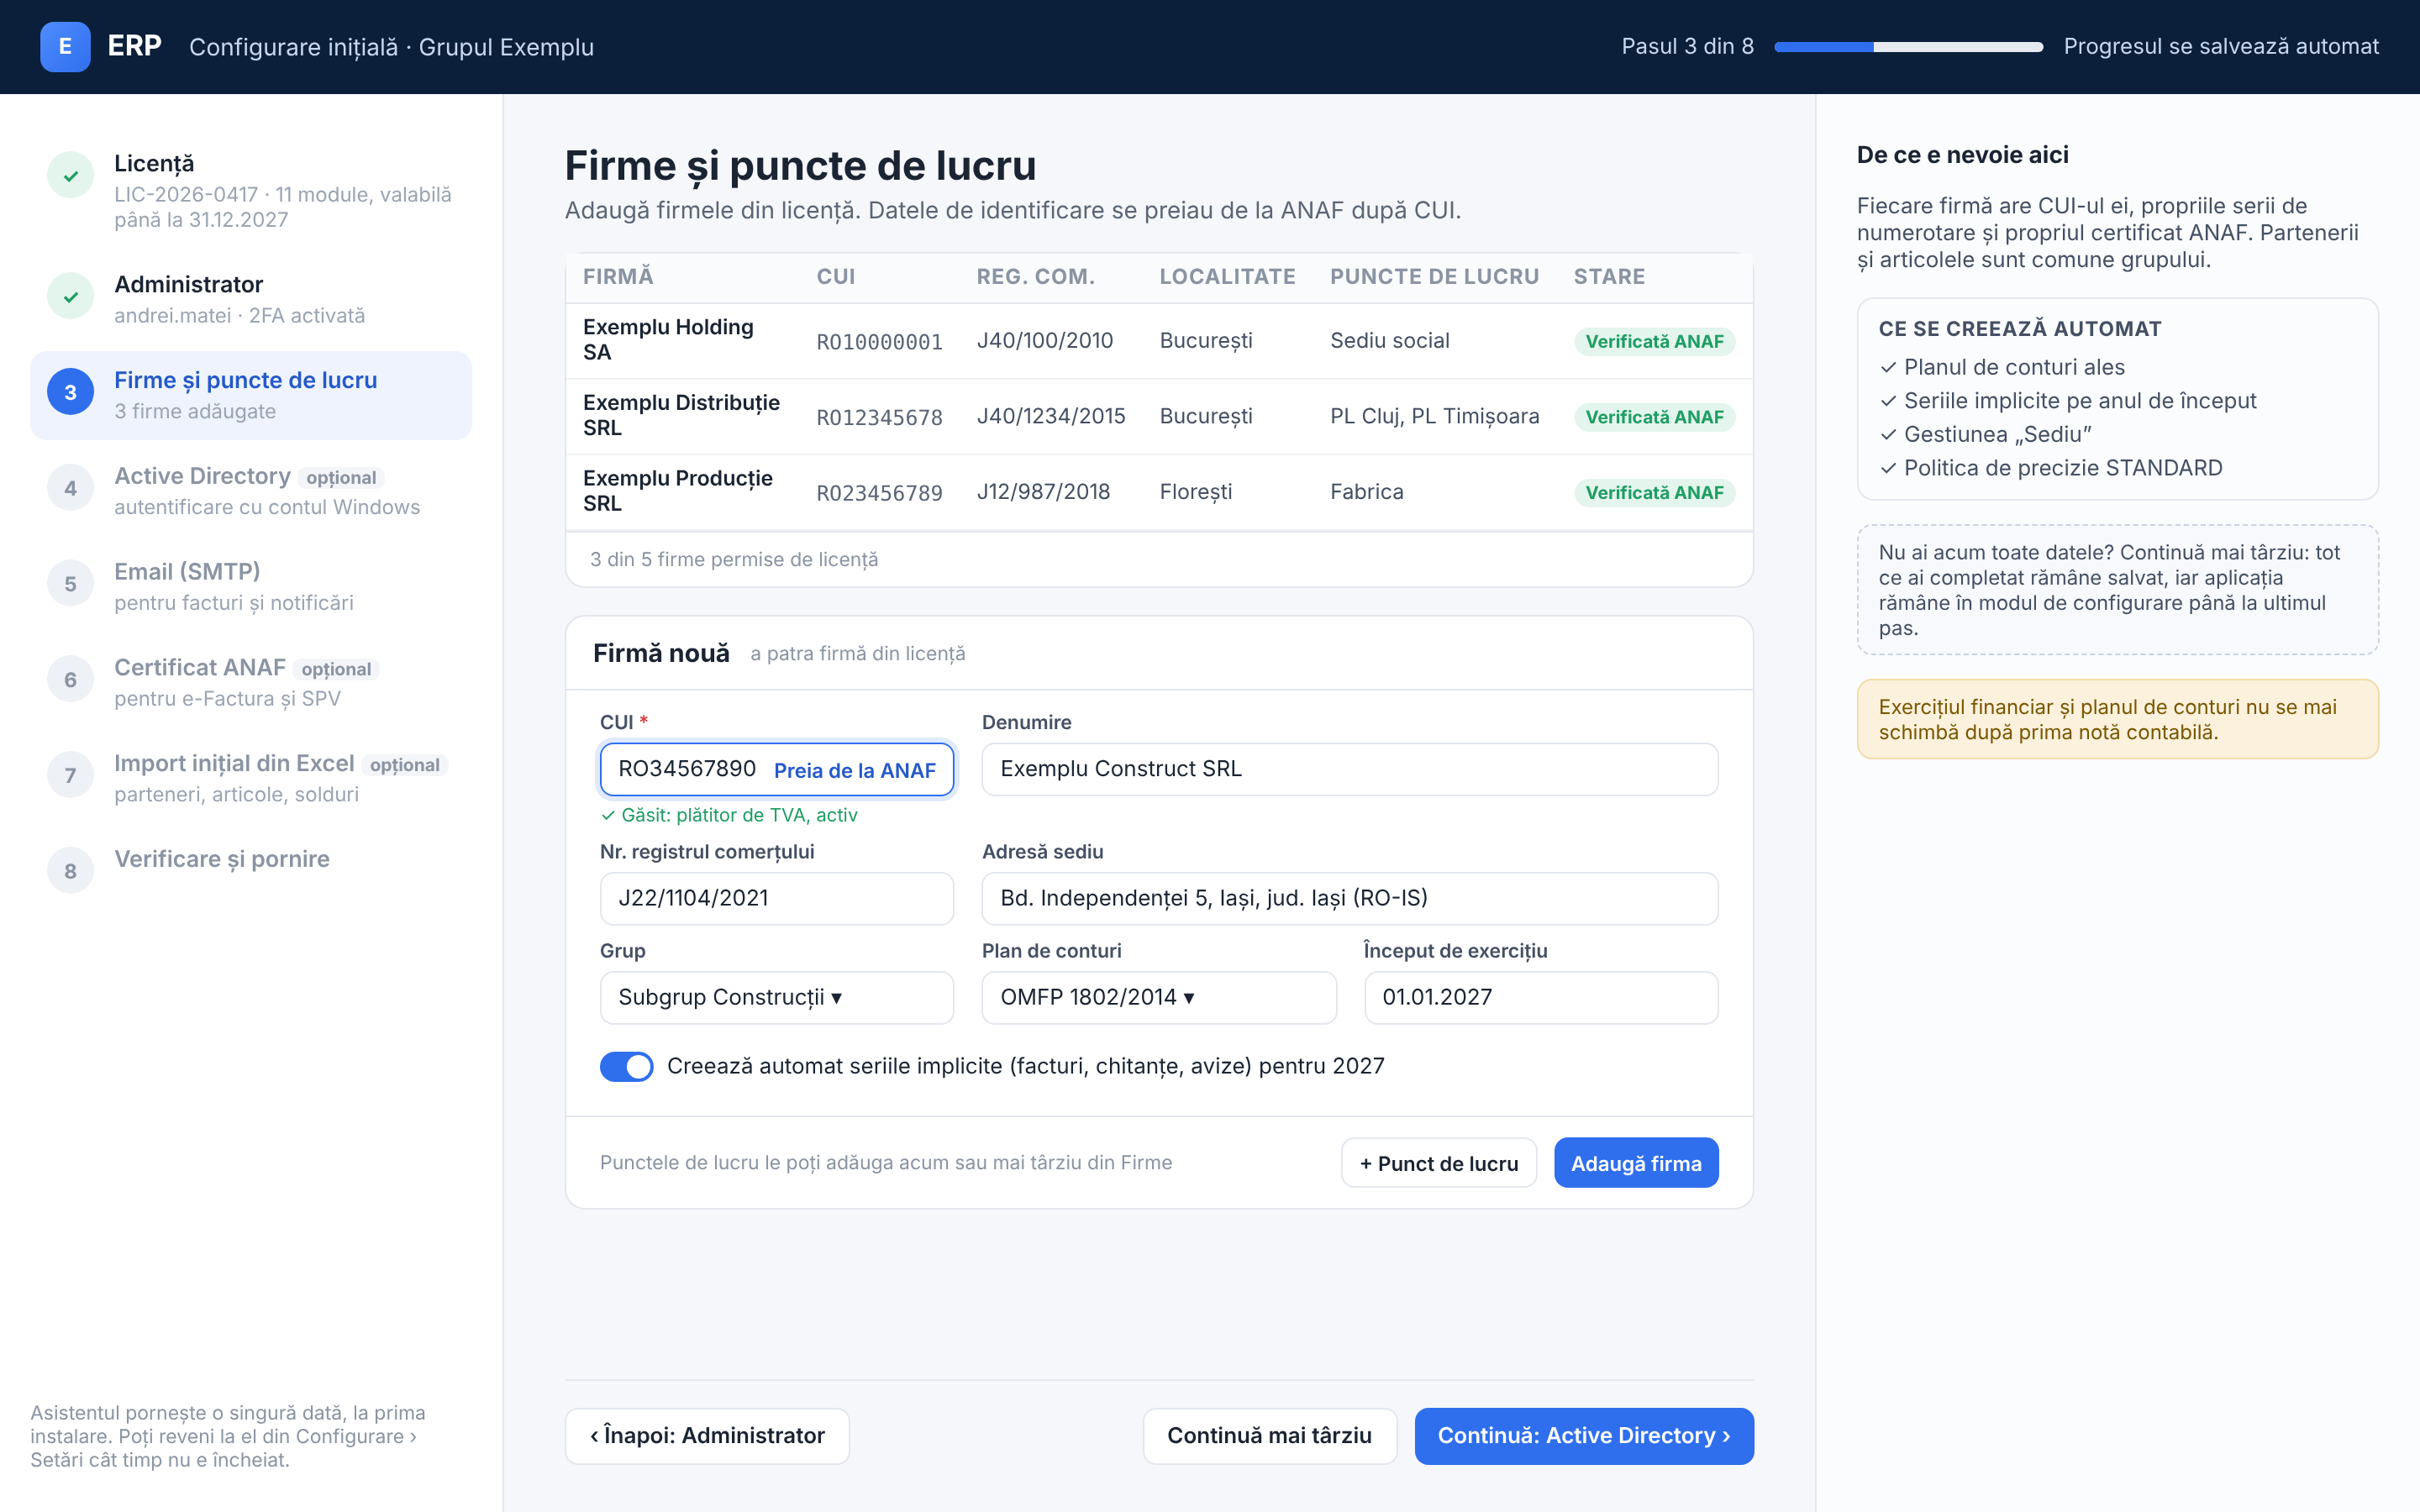 E ERP Configurare inițială · Grupul Exemplu
Pasul 3 din 8 Progresul se salvează automat
Licență
LIC-2026-0417 · 11 module, valabilă
până la 31.12.2027
Administrator
andrei.matei · 2FA activată
3 Firme și puncte de lucru
3 firme adăugate
4 Active Directory opțional
autentificare cu contul Windows
5 Email (SMTP)
pentru facturi și notificări
6 Certificat ANAF opțional
pentru e-Factura și SPV
7 Import inițial din Excel opțional
parteneri, articole, solduri
8 Verificare și pornire
Asistentul pornește o singură dată, la prima
instalare. Poți reveni la el din Configurare ›
Setări cât timp nu e încheiat.
Firme și puncte de lucru
Adaugă firmele din licență. Datele de identificare se preiau de la ANAF după CUI.
FIRMĂ CUI REG. COM. LOCALITATE PUNCTE DE LUCRU STARE
Exemplu Holding
SA
RO10000001 J40/100/2010 București Sediu social Verificată ANAF
Exemplu Distribuție
SRL
RO12345678 J40/1234/2015 București PL Cluj, PL Timișoara Verificată ANAF
Exemplu Producție
SRL
RO23456789 J12/987/2018 Florești Fabrica Verificată ANAF
3 din 5 firme permise de licență
Firmă nouă a patra firmă din licență
CUI * Denumire
RO34567890 Preia de la ANAF Exemplu Construct SRL
✓ Găsit: plătitor de TVA, activ
Nr. registrul comerțului Adresă sediu
J22/1104/2021 Bd. Independenței 5, Iași, jud. Iași (RO-IS)
Grup Plan de conturi Început de exercițiu
Subgrup Construcții ▾ OMFP 1802/2014 ▾ 01.01.2027
Creează automat seriile implicite (facturi, chitanțe, avize) pentru 2027
Punctele de lucru le poți adăuga acum sau mai târziu din Firme + Punct de lucru Adaugă firma
‹ Înapoi: Administrator Continuă mai târziu Continuă: Active Directory ›
De ce e nevoie aici
Fiecare firmă are CUI-ul ei, propriile serii de
numerotare și propriul certificat ANAF. Partenerii
și articolele sunt comune grupului.
CE SE CREEAZĂ AUTOMAT
✓ Planul de conturi ales
✓ Seriile implicite pe anul de început
✓ Gestiunea „Sediu”
✓ Politica de precizie STANDARD
Nu ai acum toate datele? Continuă mai târziu: tot
ce ai completat rămâne salvat, iar aplicația
rămâne în modul de configurare până la ultimul
pas.
Exercițiul financiar și planul de conturi nu se mai
schimbă după prima notă contabilă.